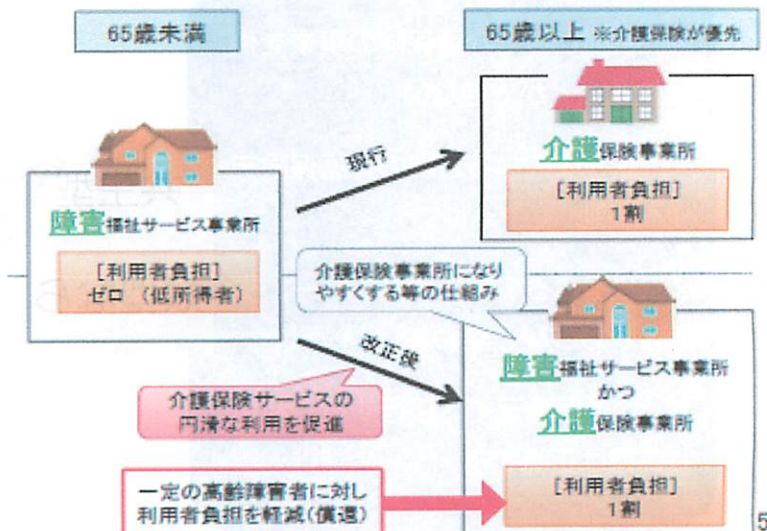 65歳未満
65歳以上 ※介護保険が優先
介護保険事業所
[利用者負担]
1割
現行
障害福祉サービス事業所
[利用者負担]
ゼロ (低所得者)
介護保険事業所になり
やすくする等の仕組み
改正後
介護保険サービスの
円滑な利用を促進
障害福祉サービス事業所
かつ
介護保険事業所
[利用者負担]
1割
一定の高齢障害者に対し
利用者負担を軽減(償還)
5